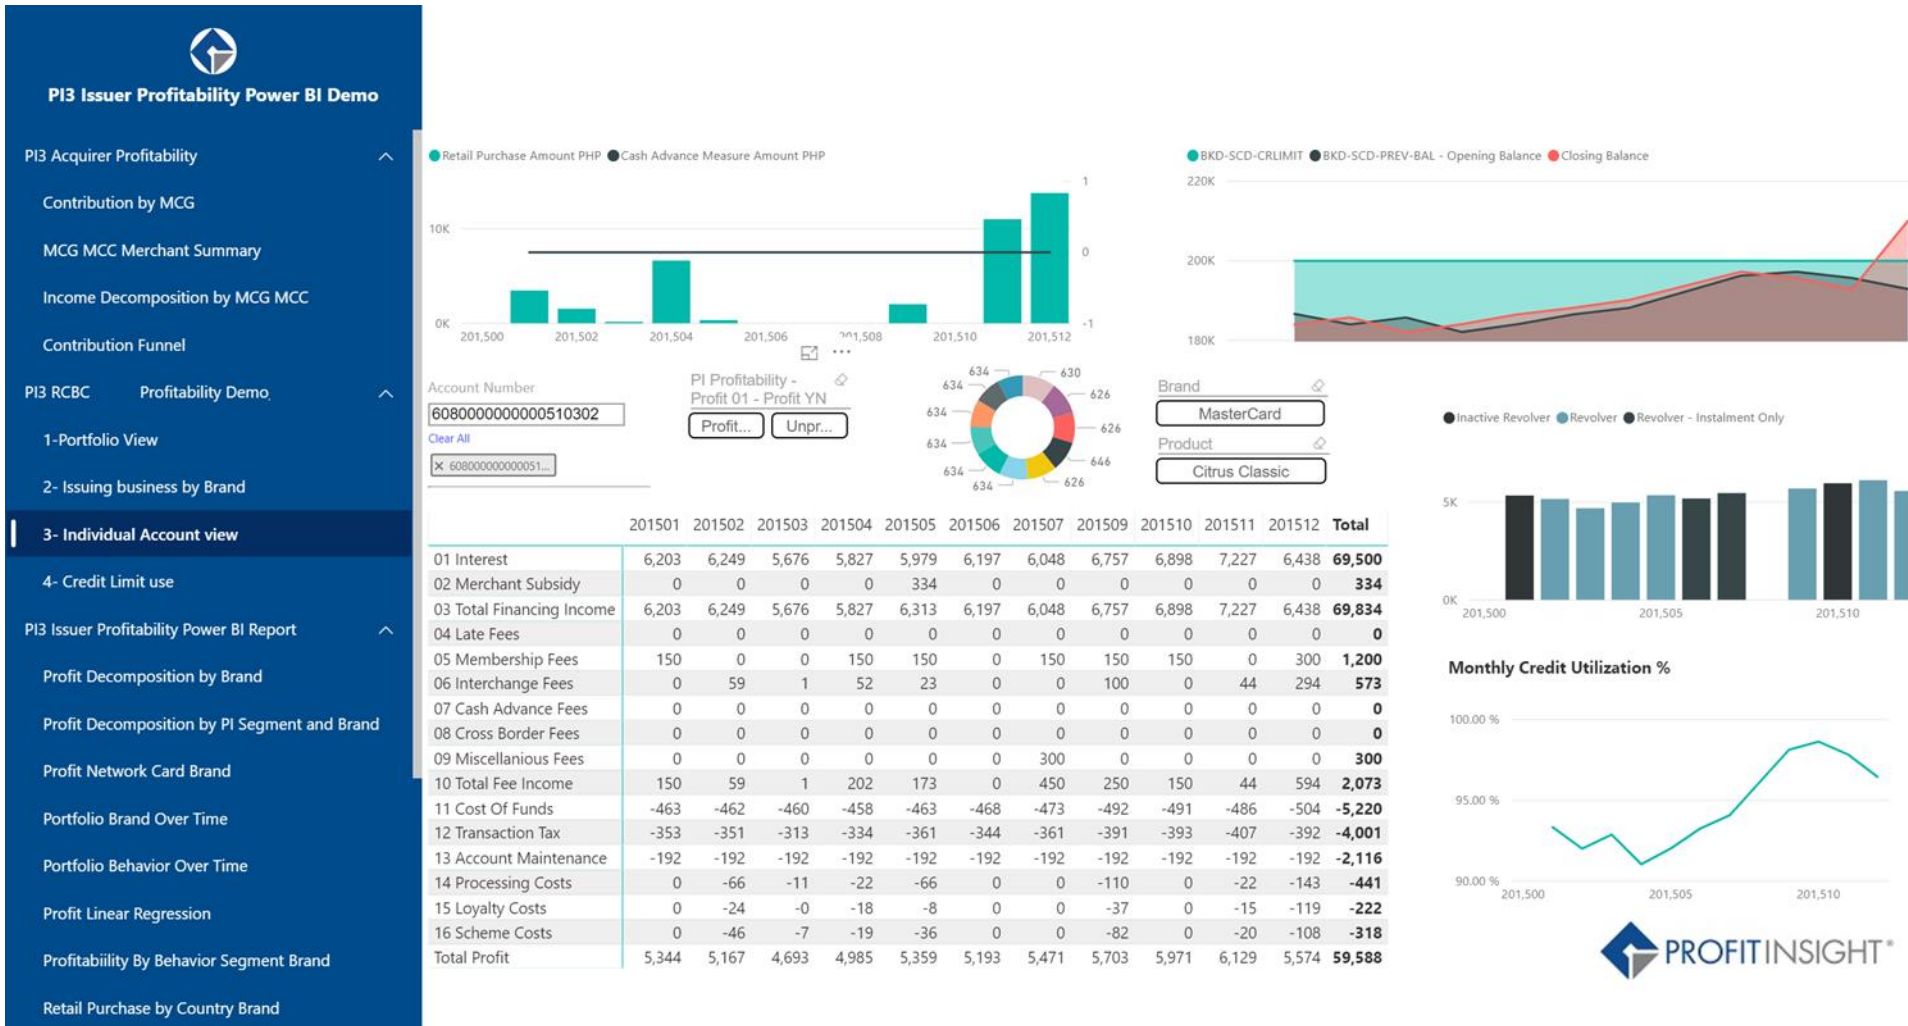 PI3 Issuer Profitability Power BI Demo
PI3 Acquirer Profitability
Contribution by MCG
MCG MCC Merchant Summary
Income Decomposition by MCG MCC
Contribution Funnel
PI3 RCBC Profitability Demo
1-Portfolio View
2- Issuing business by Brand
3- Individual Account view
4- Credit Limit use
PI3 Issuer Profitability Power BI Report
Profit Decomposition by Brand
Profit Decomposition by PI Segment and Brand
Profit Network Card Brand
Portfolio Brand Over Time
Portfolio Behavior Over Time
Profit Linear Regression
Profitabiility By Behavior Segment Brand
Retail Purchase by Country Brand
Retail Purchase Amount PHP Cash Advance Measure Amount PHP
1
10K
0
0K
-1
201,500 201,502 201,504 201,506 201,508 201,510 201,512
BKD-SCD-CRLIMIT BKD-SCD-PREV-BAL - Opening Balance Closing Balance
220K
200K
180K
Account Number
6080000000000510302
Clear All
× 608000000000051...
PI Profitability -
Profit 01 - Profit YN
Profit... Unpr...
634 630
634 626
634 626
634 646
634 626
634
Brand
MasterCard
Product
Citrus Classic
Inactive Revolver Revolver Revolver - Instalment Only
5K
0K
201,500 201,505 201,510
201501 201502 201503 201504 201505 201506 201507 201509 201510 201511 201512 Total
01 Interest 6,203 6,249 5,676 5,827 5,979 6,197 6,048 6,757 6,898 7,227 6,438 69,500
02 Merchant Subsidy 0 0 0 0 334 0 0 0 0 0 0 334
03 Total Financing Income 6,203 6,249 5,676 5,827 6,313 6,197 6,048 6,757 6,898 7,227 6,438 69,834
04 Late Fees 0 0 0 0 0 0 0 0 0 0 0 0
05 Membership Fees 150 0 0 150 150 0 150 150 150 0 300 1,200
06 Interchange Fees 0 59 1 52 23 0 0 100 0 44 294 573
07 Cash Advance Fees 0 0 0 0 0 0 0 0 0 0 0 0
08 Cross Border Fees 0 0 0 0 0 0 0 0 0 0 0 0
09 Miscellanious Fees 0 0 0 0 0 0 300 0 0 0 0 300
10 Total Fee Income 150 59 1 202 173 0 450 250 150 44 594 2,073
11 Cost Of Funds -463 -462 -460 -458 -463 -468 -473 -492 -491 -486 -504 -5,220
12 Transaction Tax -353 -351 -313 -334 -361 -344 -361 -391 -393 -407 -392 -4,001
13 Account Maintenance -192 -192 -192 -192 -192 -192 -192 -192 -192 -192 -192 -2,116
14 Processing Costs 0 -66 -11 -22 -66 0 0 -110 0 -22 -143 -441
15 Loyalty Costs 0 -24 -0 -18 -8 0 0 -37 0 -15 -119 -222
16 Scheme Costs 0 -46 -7 -19 -36 0 0 -82 0 -20 -108 -318
Total Profit 5,344 5,167 4,693 4,985 5,359 5,193 5,471 5,703 5,971 6,129 5,574 59,588
Monthly Credit Utilization %
100.00 %
95.00 %
90.00 %
201,500 201,505 201,510
PROFITINSIGHT®